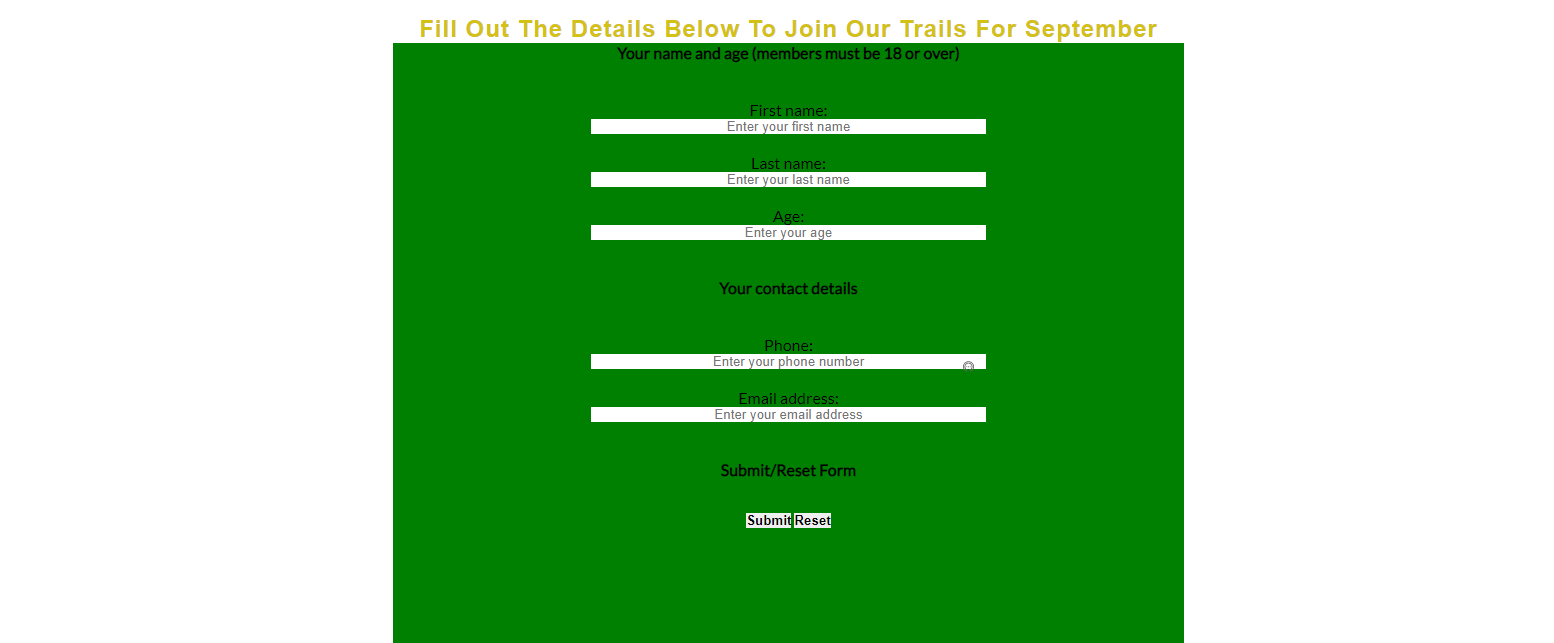 Fill Out The Details Below To Join Our Trails For September
Your name and age (members must be 18 or over)
First name:
Enter your first name
Last name:
Enter your last name
Age:
Enter your age
Your contact details
Phone:
Enter your phone number
Email address:
Enter your email address
Submit/Reset Form
Submit Reset